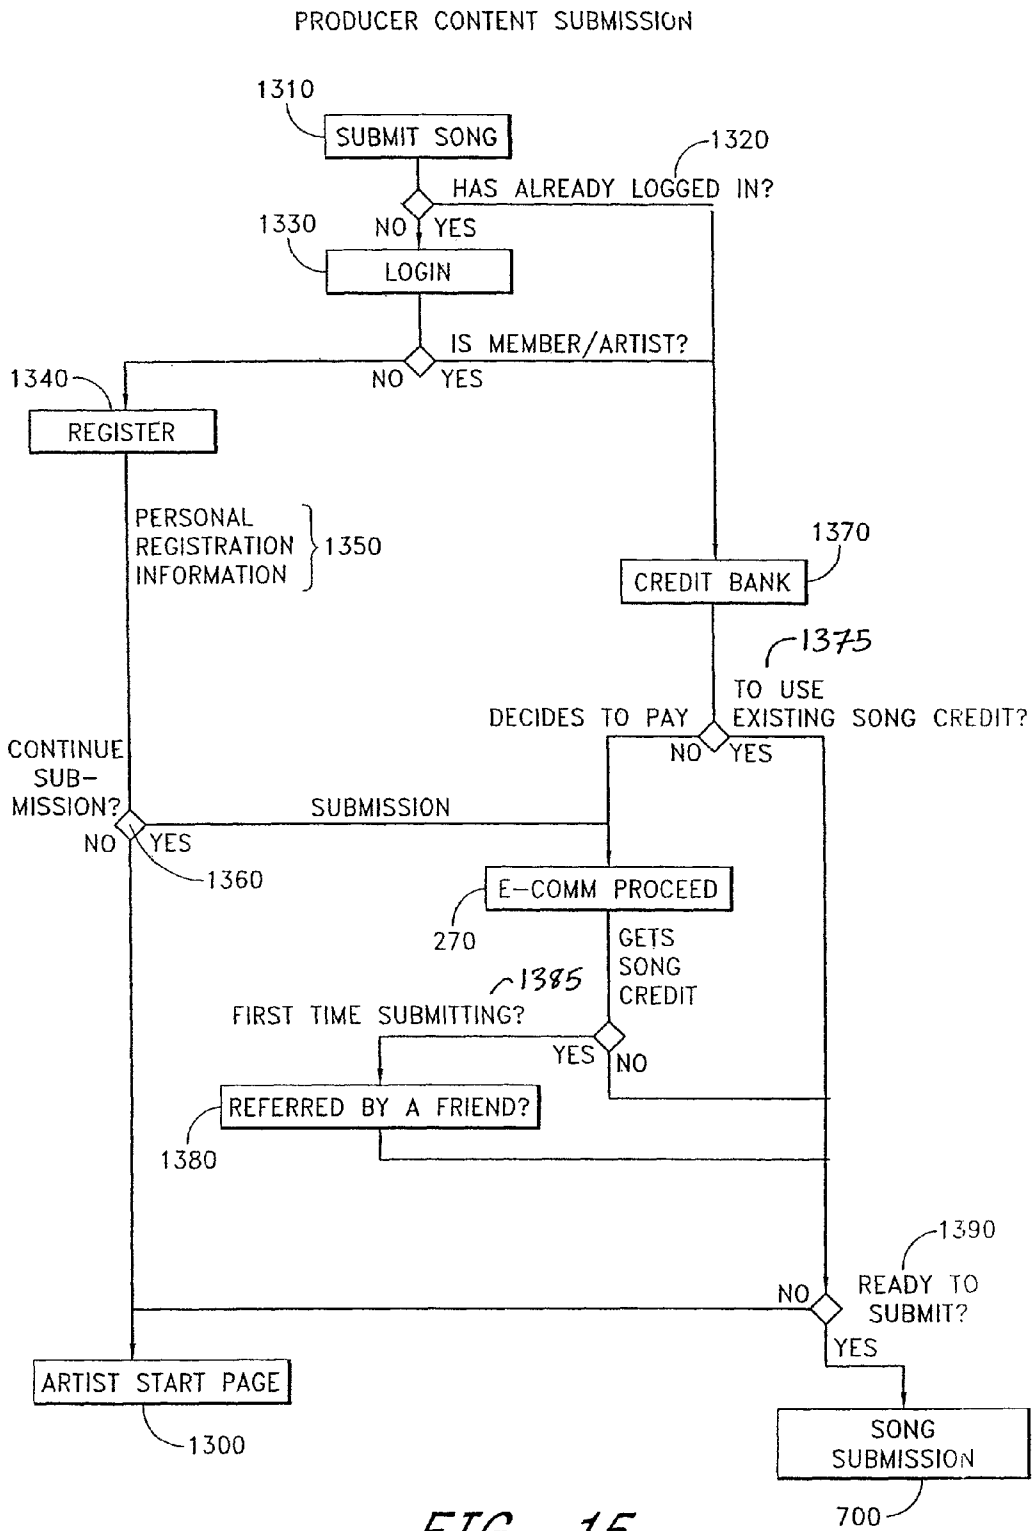 PRODUCER CONTENT SUBMISSION
1310
SUBMIT SONG
1320
HAS ALREADY LOGGED IN?
NO YES
1330
LOGIN
IS MEMBER/ARTIST?
NO YES
1340
REGISTER
PERSONAL
REGISTRATION
INFORMATION
1350
1370
CREDIT BANK
1375
TO USE
DECIDES TO PAY
EXISTING SONG CREDIT?
NO YES
CONTINUE
SUB-
MISSION?
NO YES
SUBMISSION
1360
E-COMM PROCEED
270
GETS
SONG
CREDIT
1385
FIRST TIME SUBMITTING?
YES NO
REFERRED BY A FRIEND?
1380
1390
READY TO
SUBMIT?
NO
YES
ARTIST START PAGE
1300
SONG
SUBMISSION
700
FIG. 15